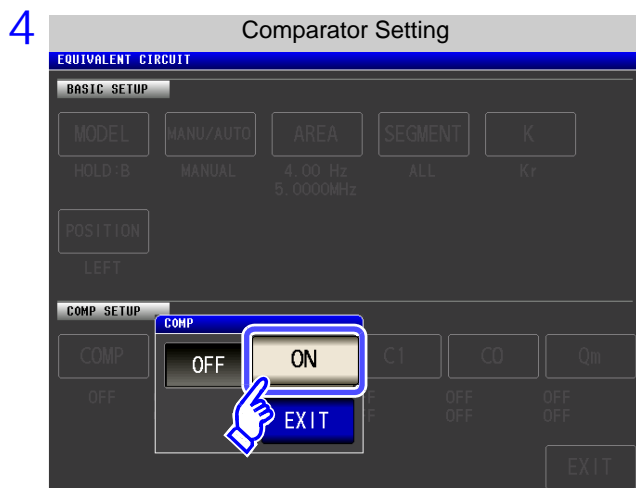 4
Comparator Setting
EQUIVALENT CIRCUIT
BASIC SETUP
MODEL MANU/AUTO AREA SEGMENT K
HOLD:B MANUAL 4.00 Hz ALL Kr
5.0000MHz
POSITION
LEFT
COMP SETUP
COMP
COMP OFF ON C1 C0 Qm
OFF OFF OFF
EXIT OFF OFF
EXIT